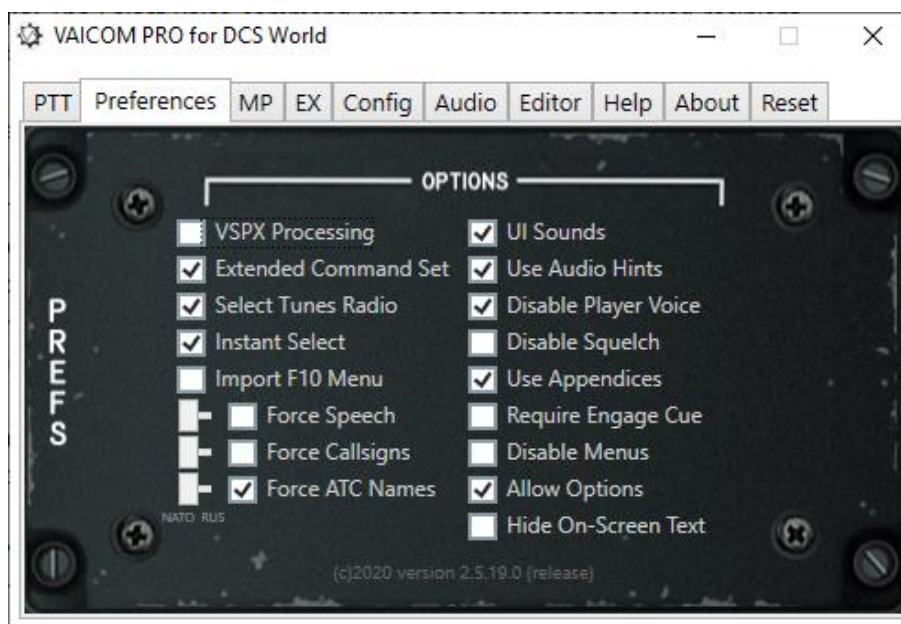 VAICOM PRO for DCS World
PTT Preferences MP EX Config Audio Editor Help About Reset
OPTIONS
PREFS
VSPX Processing
Extended Command Set
Select Tunes Radio
Instant Select
Import F10 Menu
Force Speech
Force Callsigns
Force ATC Names
NATO RUS
UI Sounds
Use Audio Hints
Disable Player Voice
Disable Squelch
Use Appendices
Require Engage Cue
Disable Menus
Allow Options
Hide On-Screen Text
(c)2020 version 2.5.19.0 (release)